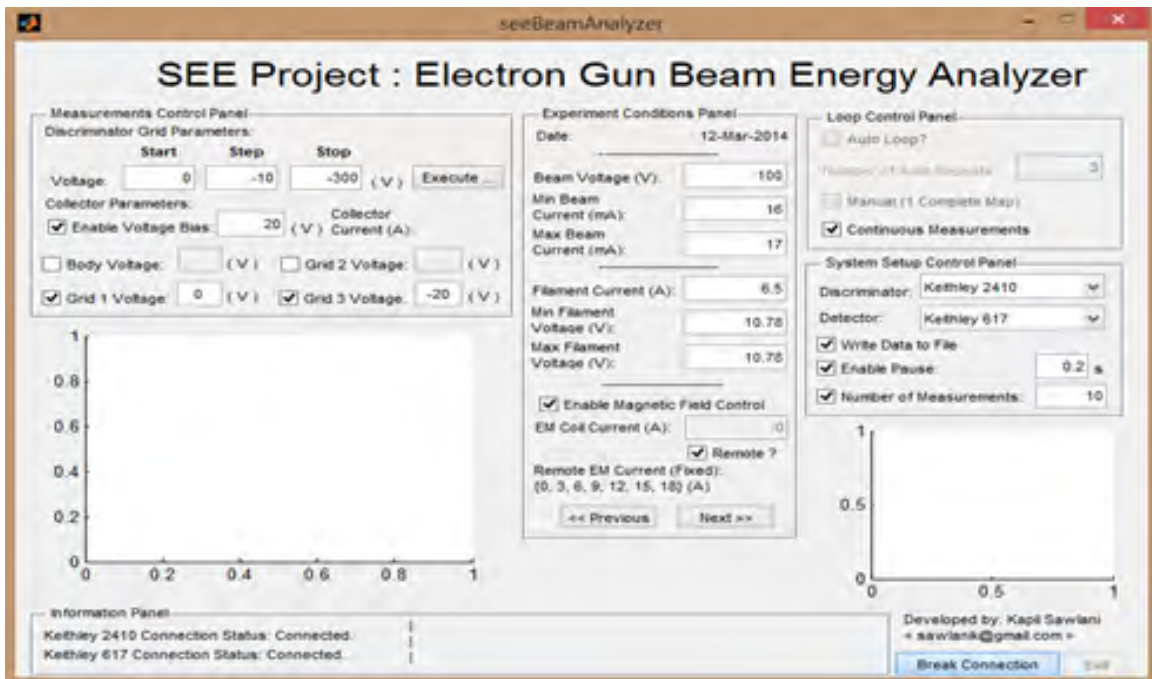 seeBeamAnalyzer
SEE Project : Electron Gun Beam Energy Analyzer
Measurements Control Panel
Discriminator Grid Parameters:
Start Step Stop
Voltage: 0 -10 -300 (V) Execute ...
Collector Parameters:
Enable Voltage Bias: 20 (V) Collector Current (A):
Body Voltage: (V) Grid 2 Voltage: (V)
Grid 1 Voltage: 0 (V) Grid 3 Voltage: -20 (V)
1
0.8
0.6
0.4
0.2
0
0 0.2 0.4 0.6 0.8 1
Experiment Conditions Panel
Date: 12-Mar-2014
Beam Voltage (V): 100
Min Beam
Current (mA): 16
Max Beam
Current (mA): 17
Filament Current (A): 6.5
Min Filament
Voltage (V): 10.78
Max Filament
Voltage (V): 10.78
Enable Magnetic Field Control
EM Coil Current (A): 0
Remote ?
Remote EM Current (Fixed):
{0, 3, 6, 9, 12, 15, 18} (A)
<< Previous Next >>
Loop Control Panel
Auto Loop?
Number of Auto 3
Manual (1 Complete Map)
Continuous Measurements
System Setup Control Panel
Discriminator: Keithley 2410
Detector: Keithley 617
Write Data to File
Enable Pause: 0.2 s
Number of Measurements: 10
1
0.5
0
0 0.5 1
Information Panel
Keithley 2410 Connection Status: Connected.
Keithley 617 Connection Status: Connected.
Developed by: Kapil Sawlani
< sawlanik@gmail.com >
Break Connection Exit